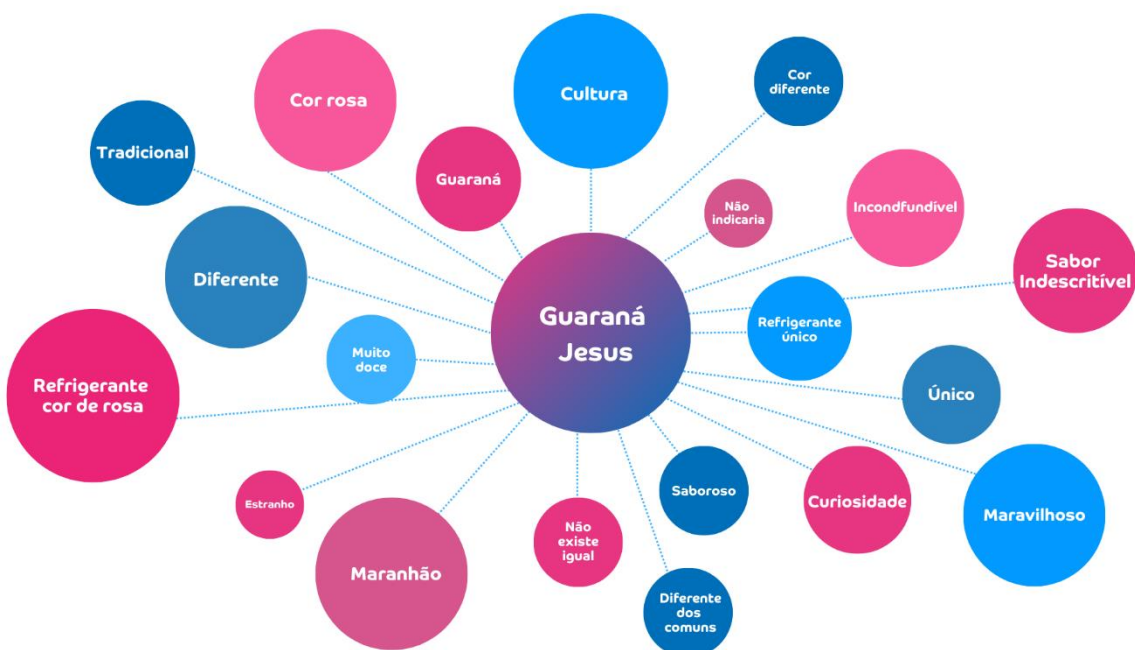 Cor rosa
Cultura
Cor
diferente
Tradicional
Guaraná
Não
indicaria
Incondfundível
Sabor
Indescritível
Diferente
Guaraná
Jesus
Refrigerante
único
Muito
doce
Refrigerante
cor de rosa
Único
Estranho
Saboroso
Curiosidade
Maravilhoso
Maranhão
Não
existe
igual
Diferente
dos
comuns